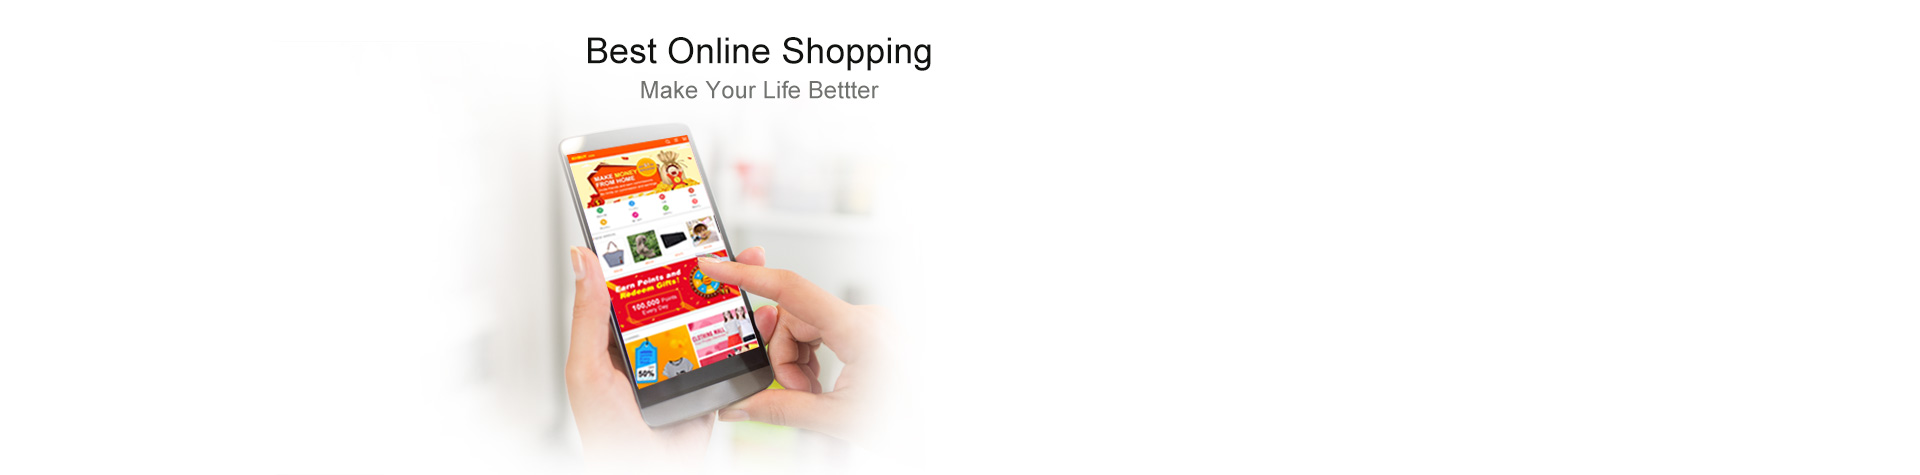 Best Online Shopping
Make Your Life Bettter
MAKE MONEY
FROM HOME
Earn Points and
Redeem Gifts!
100,000 Points
Every Day
CLOTHING MALL
50%